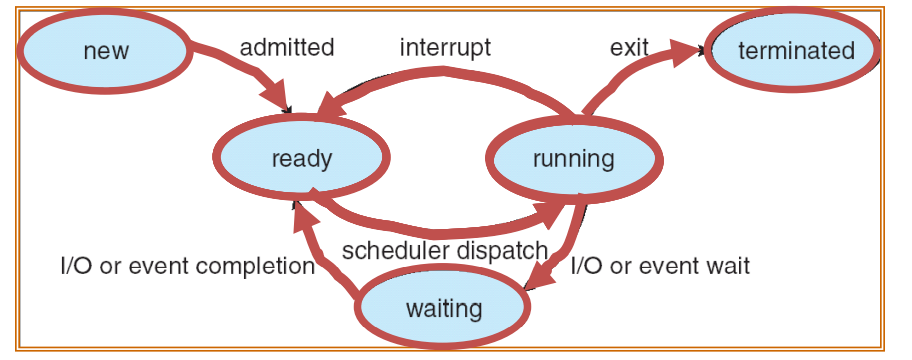 new
admitted
interrupt
exit
terminated
ready
running
scheduler dispatch
I/O or event completion
I/O or event wait
waiting